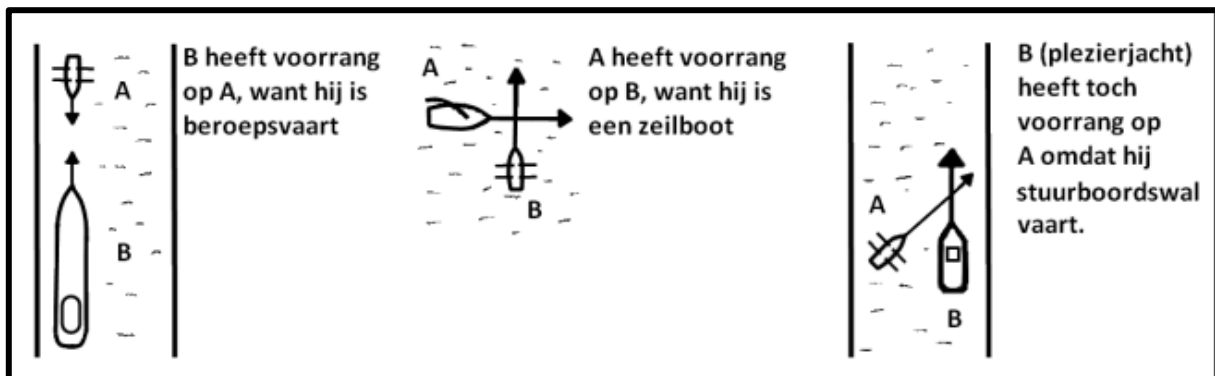 A
B
B heeft voorrang
op A, want hij is
beroepsvaart
A
B
A heeft voorrang
op B, want hij is
een zeilboot
A
B
B (plezierjacht)
heeft toch
voorrang op
A omdat hij
stuurboordswal
vaart.